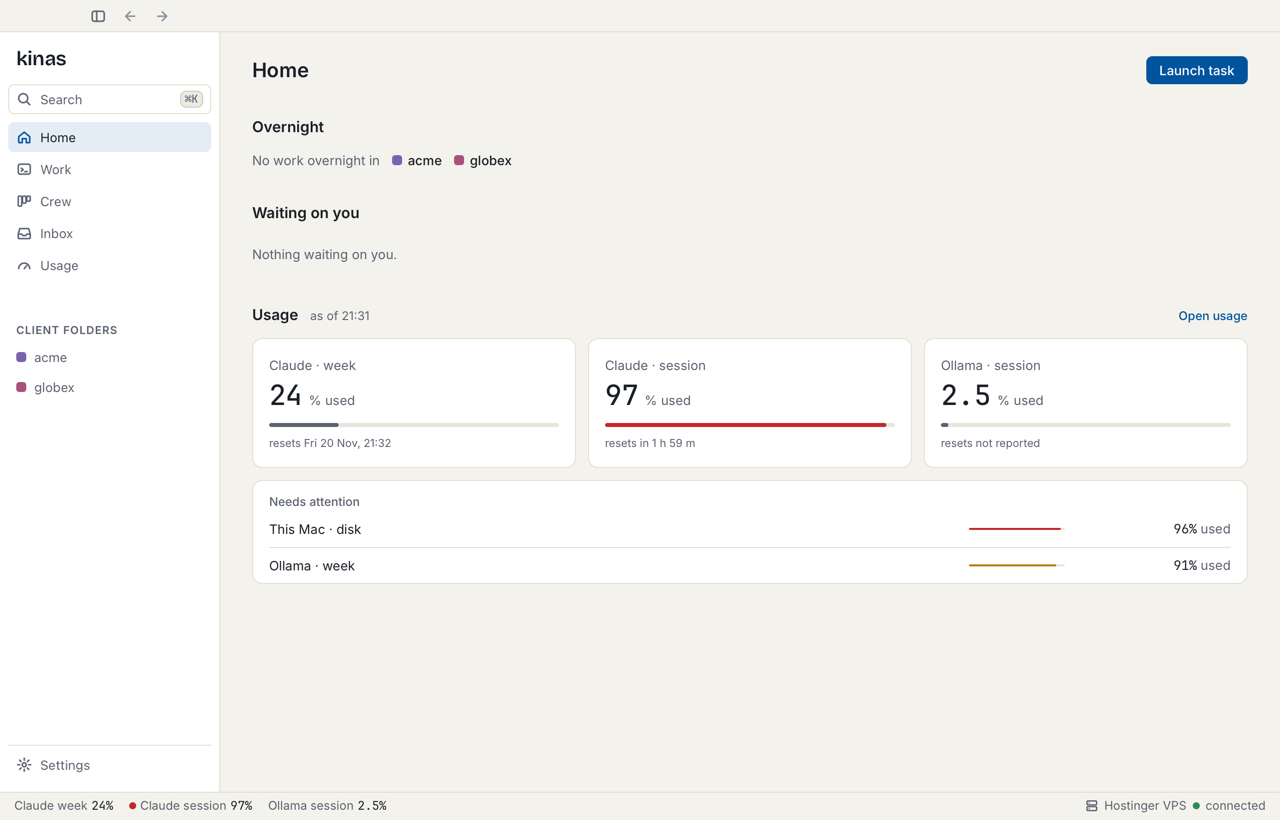 kinas
Search ⌘K
Home
Work
Crew
Inbox
Usage
CLIENT FOLDERS
acme
globex
Settings
Home
Launch task
Overnight
No work overnight in acme globex
Waiting on you
Nothing waiting on you.
Usage as of 21:31
Open usage
Claude · week
24 % used
resets Fri 20 Nov, 21:32
Claude · session
97 % used
resets in 1 h 59 m
Ollama · session
2.5 % used
resets not reported
Needs attention
This Mac · disk 96% used
Ollama · week 91% used
Claude week 24% Claude session 97% Ollama session 2.5%
Hostinger VPS connected